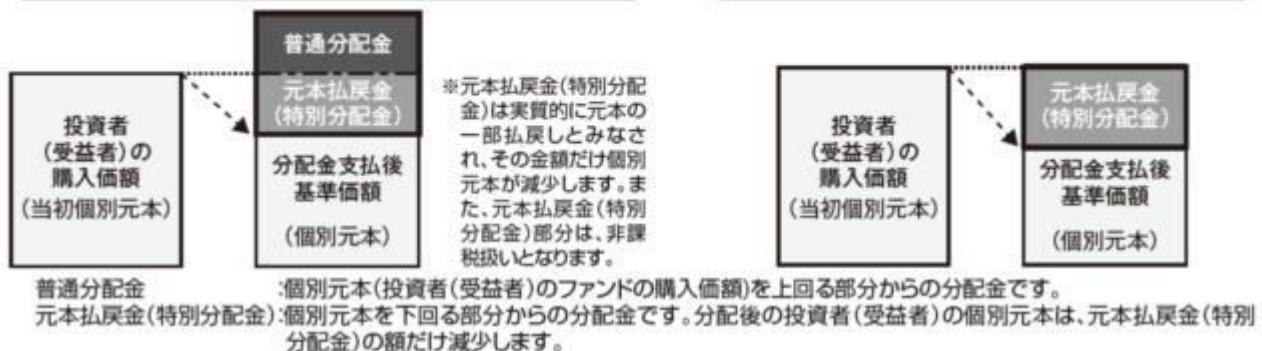 普通分配金
元本払戻金
(特別分配金)
投資者
(受益者)の
購入価額
(当初個別元本)
分配金支払後
基準価額
(個別元本)
※元本払戻金(特別分配
金)は実質的に元本の
一部払戻しとみなさ
れ、その金額だけ個別
元本が減少します。ま
た、元本払戻金(特別
分配金)部分は、非課
税扱いとなります。
投資者
(受益者)の
購入価額
(当初個別元本)
元本払戻金
(特別分配金)
分配金支払後
基準価額
(個別元本)
普通分配金 :個別元本(投資者(受益者)のファンドの購入価額)を上回る部分からの分配金です。
元本払戻金(特別分配金):個別元本を下回る部分からの分配金です。分配後の投資者(受益者)の個別元本は、元本払戻金(特別
分配金)の額だけ減少します。